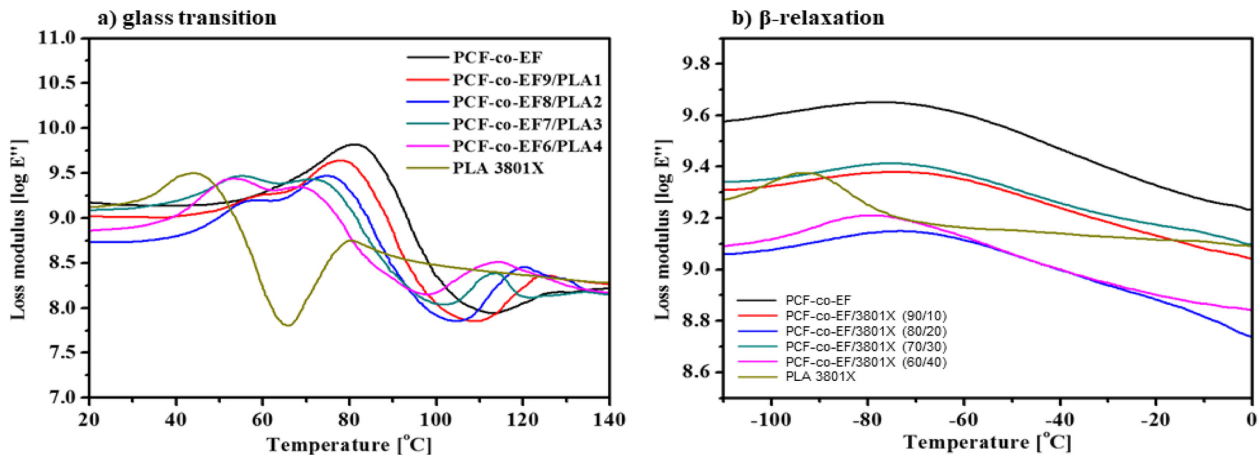 a) glass transition
Loss modulus [log E'']
11.0
10.5
10.0
9.5
9.0
8.5
8.0
7.5
7.0
PCF-co-EF
PCF-co-EF9/PLA1
PCF-co-EF8/PLA2
PCF-co-EF7/PLA3
PCF-co-EF6/PLA4
PLA 3801X
20 40 60 80 100 120 140
Temperature [°C]
b) β-relaxation
Loss modulus [log E'']
9.8
9.6
9.4
9.2
9.0
8.8
8.6
PCF-co-EF
PCF-co-EF/3801X (90/10)
PCF-co-EF/3801X (80/20)
PCF-co-EF/3801X (70/30)
PCF-co-EF/3801X (60/40)
PLA 3801X
-100 -80 -60 -40 -20 0
Temperature [°C]